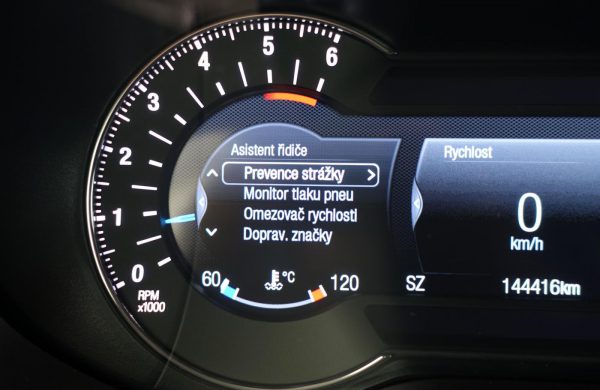 6
5
4
3
2
1
0
RPM
x1000
Asistent řidiče
Prevence strážky
Monitor tlaku pneu
Omezovač rychlosti
Doprav. značky
60 °C 120
Rychlost
0
km/h
SZ 144416km